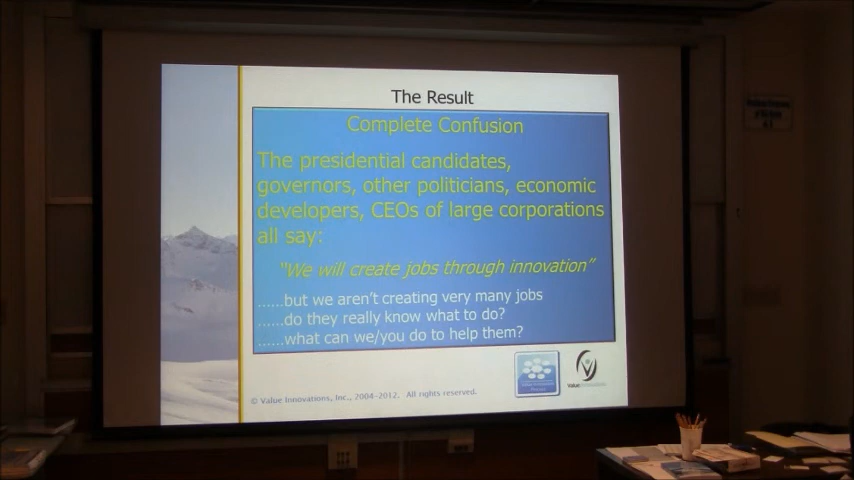 The Result
Complete Confusion
The presidential candidates,
governors, other politicians, economic
developers, CEOs of large corporations
all say:
"We will create jobs through innovation"
......but we aren't creating very many jobs
......do they really know what to do?
......what can we/you do to help them?
© Value Innovations, Inc., 2004-2012. All rights reserved.
Value Innovations